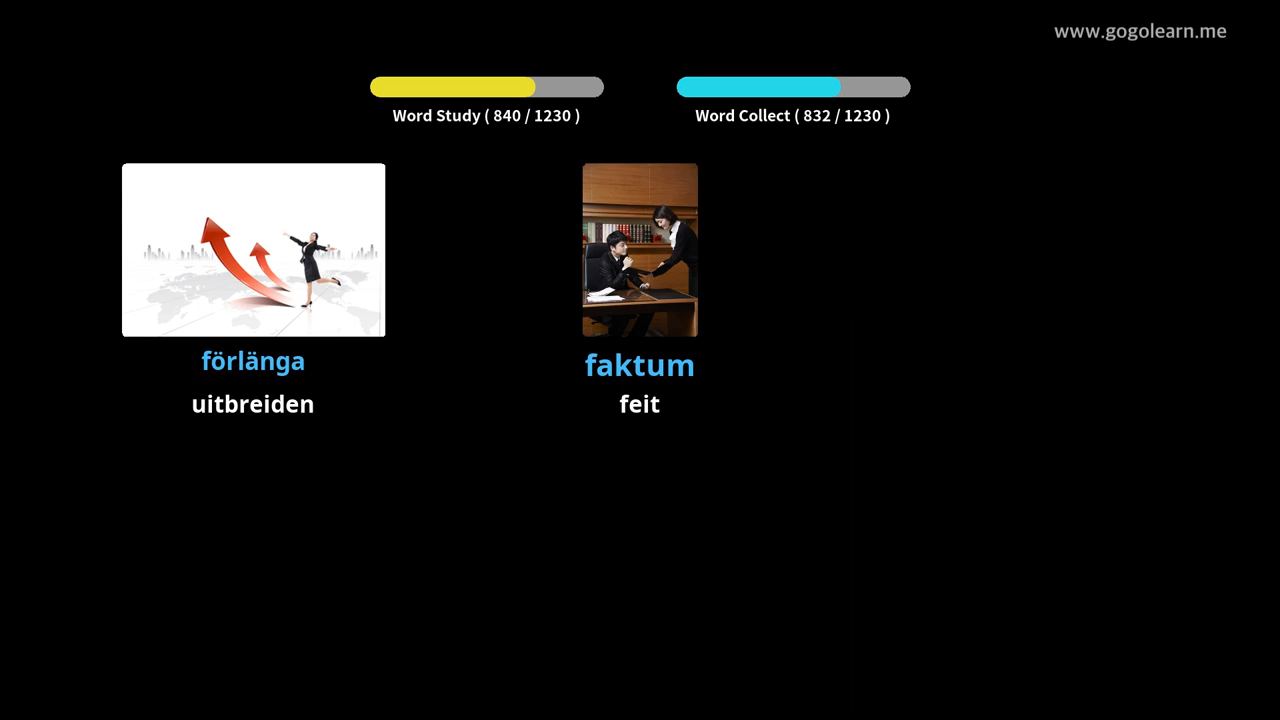 www.gogolearn.me
Word Study ( 840 / 1230 )
Word Collect ( 832 / 1230 )
förlänga
faktum
uitbreiden
feit